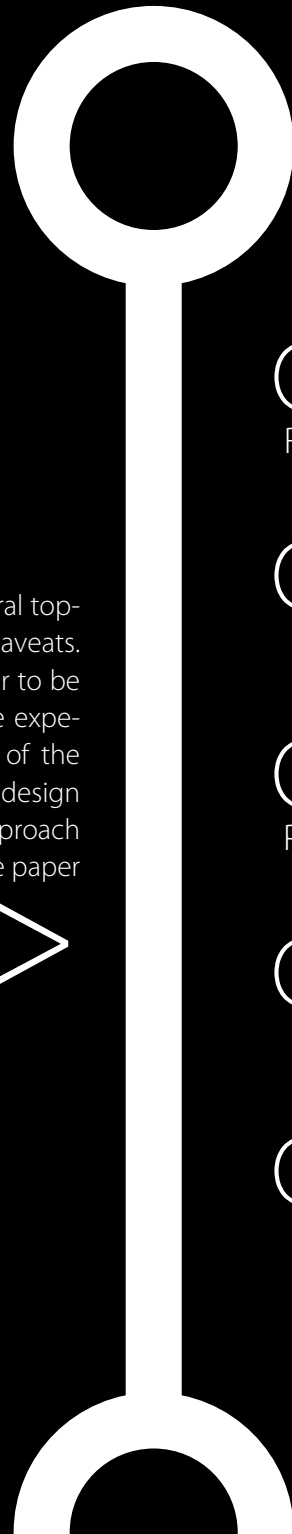 ral top-
aveats.
r to be
e expe-
of the
design
proach
e paper